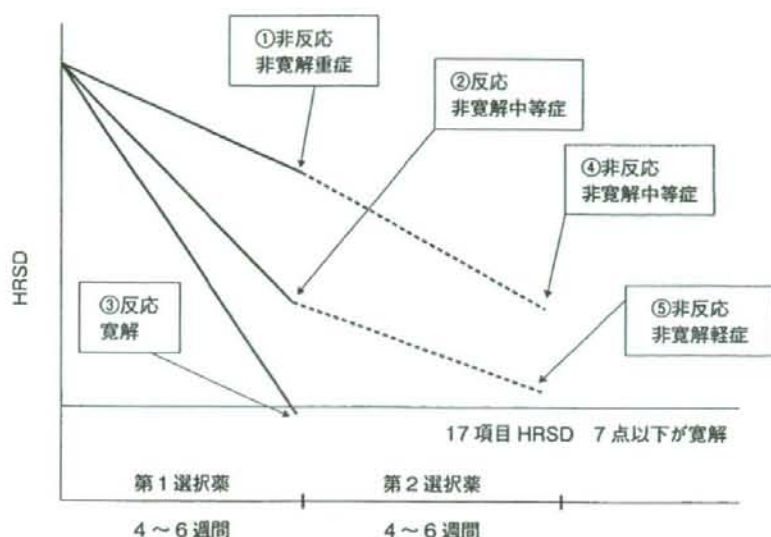 ①非反応
非寛解重症
②反応
非寛解中等症
④非反応
非寛解中等症
HRSD
③反応
寛解
⑤非反応
非寛解軽症
17項目 HRSD 7点以下が寛解
第1選択薬
第2選択薬
4〜6週間
4〜6週間